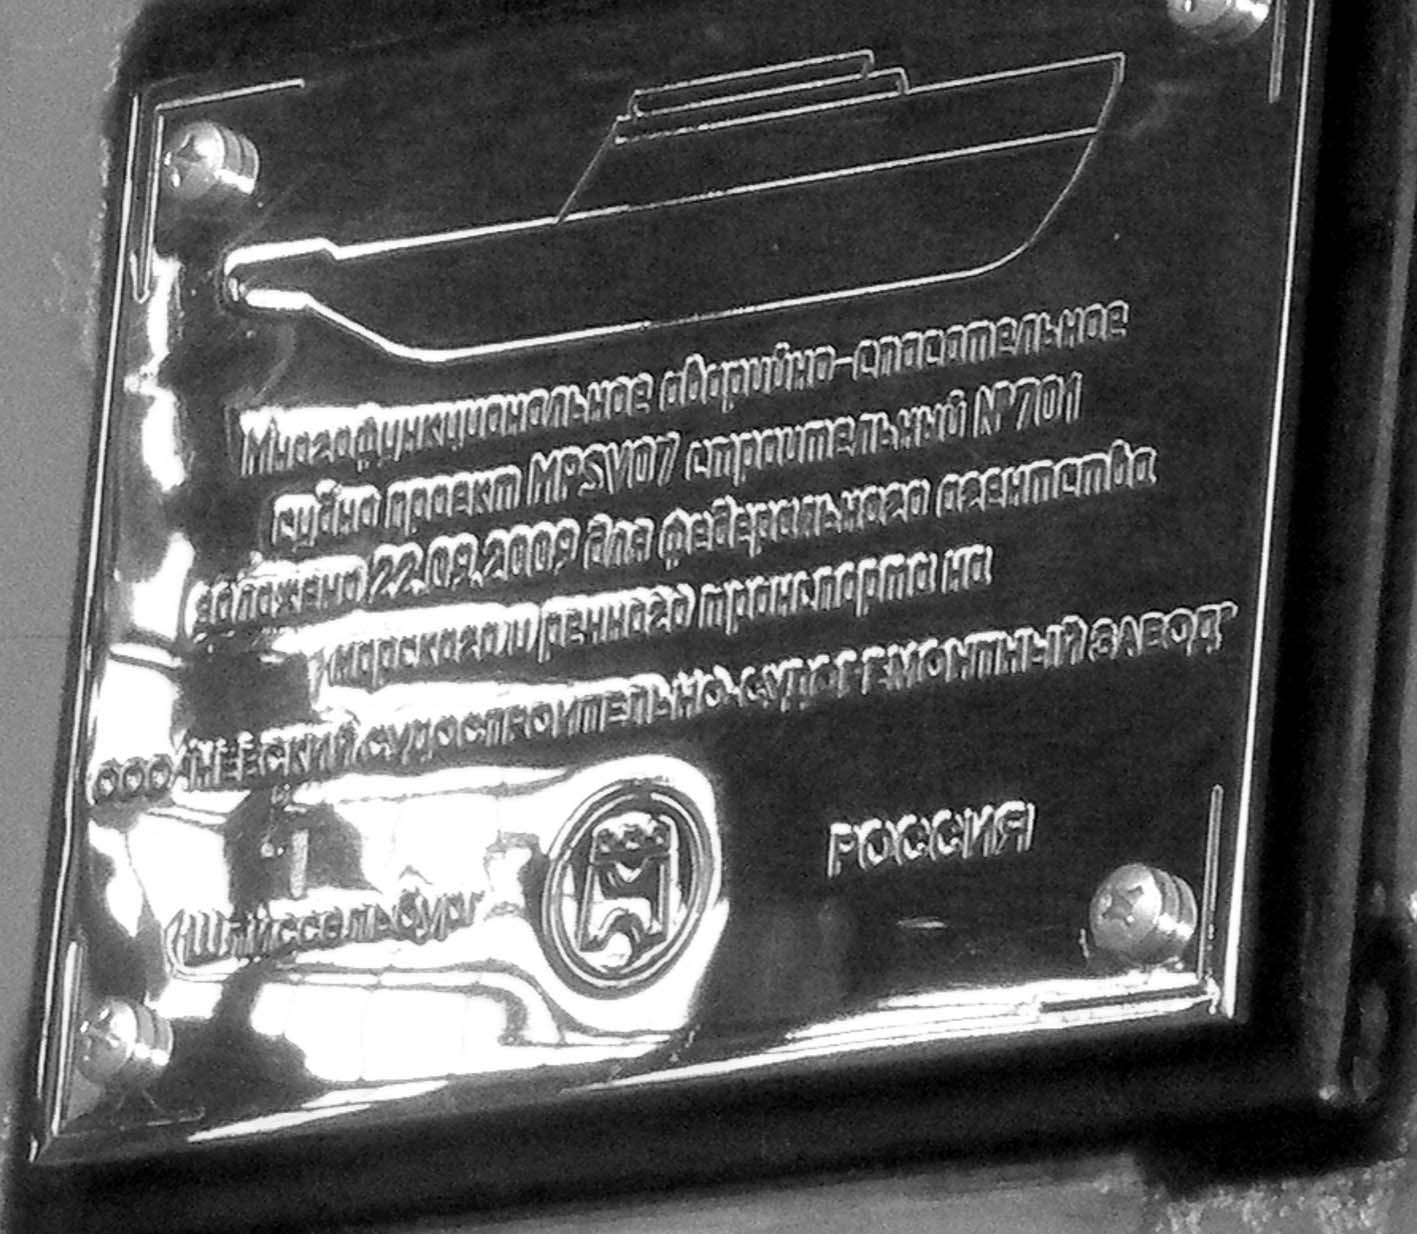 Многофункциональное аварийно-спасательное
судно проект MPSV07 строительный №701
заложено 22.09.2009 для федерального агентства
морского и речного транспорта на
ООО "НЕВСКИЙ СУДОСТРОИТЕЛЬНО-СУДОРЕМОНТНЫЙ ЗАВОД"
РОССИЯ
г.Шлиссельбург